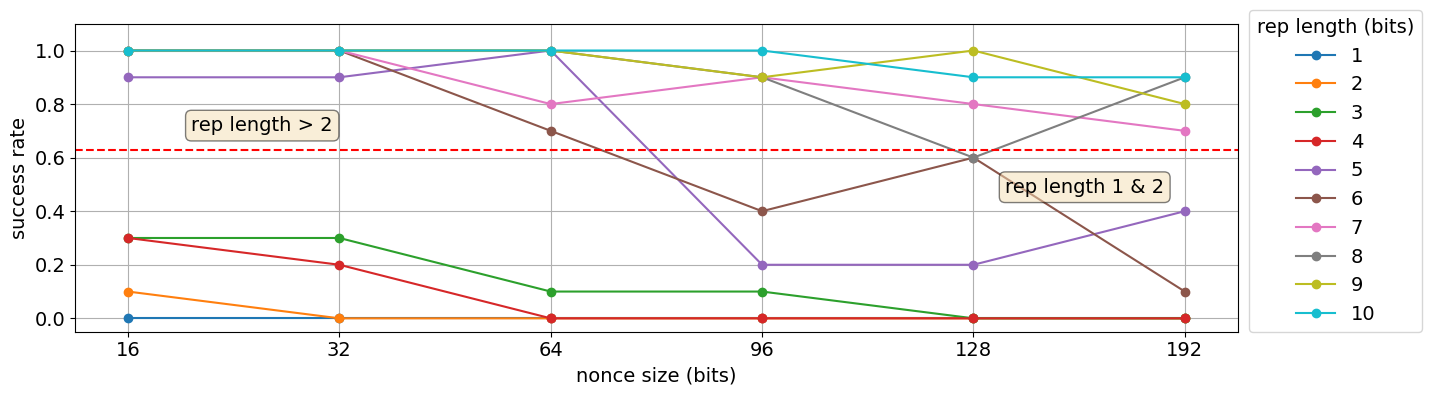 rep length (bits)
1
2
3
4
5
6
7
8
9
10
success rate
1.0
0.8
0.6
0.4
0.2
0.0
rep length > 2
rep length 1 & 2
16 32 64 96 128 192
nonce size (bits)